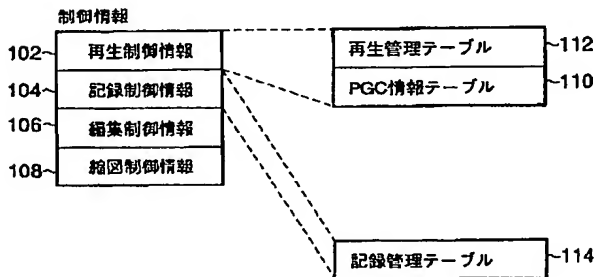 制御情報
102 再生制御情報
104 記録制御情報
106 編集制御情報
108 縮図制御情報
再生管理テーブル 112
PGC情報テーブル 110
記録管理テーブル 114